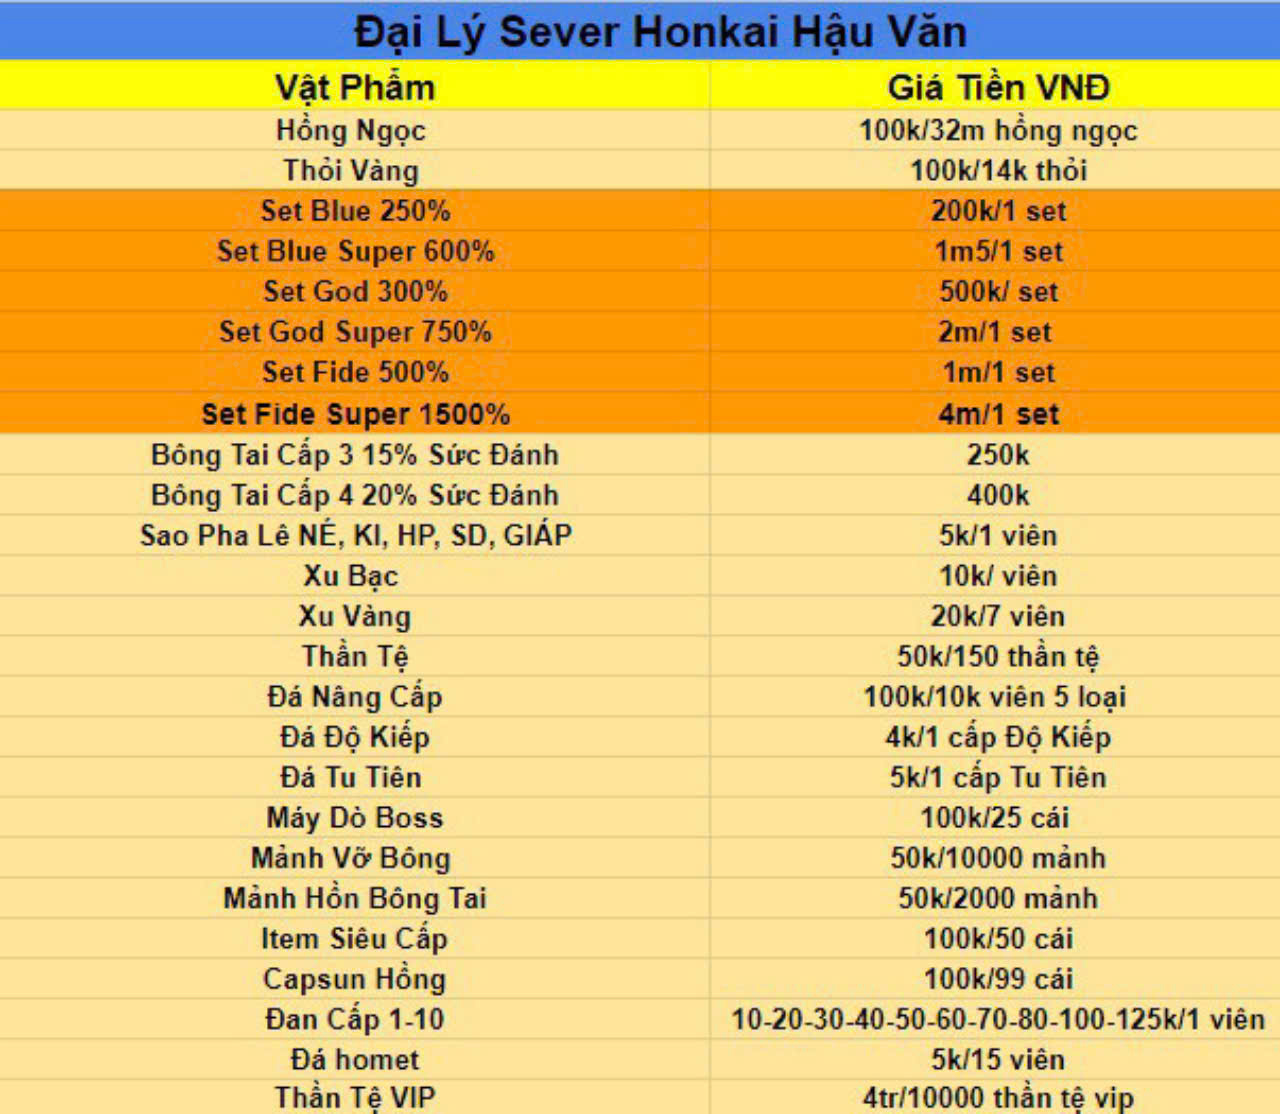 Đại Lý Sever Honkai Hậu Văn
Vật Phẩm Giá Tiền VNĐ
Hồng Ngọc 100k/32m hồng ngọc
Thỏi Vàng 100k/14k thỏi
Set Blue 250% 200k/1 set
Set Blue Super 600% 1m5/1 set
Set God 300% 500k/ set
Set God Super 750% 2m/1 set
Set Fide 500% 1m/1 set
Set Fide Super 1500% 4m/1 set
Bông Tai Cấp 3 15% Sức Đánh 250k
Bông Tai Cấp 4 20% Sức Đánh 400k
Sao Pha Lê NÉ, KI, HP, SD, GIÁP 5k/1 viên
Xu Bạc 10k/ viên
Xu Vàng 20k/7 viên
Thần Tệ 50k/150 thần tệ
Đá Nâng Cấp 100k/10k viên 5 loại
Đá Độ Kiếp 4k/1 cấp Độ Kiếp
Đá Tu Tiên 5k/1 cấp Tu Tiên
Máy Dò Boss 100k/25 cái
Mảnh Vỡ Bông 50k/10000 mảnh
Mảnh Hồn Bông Tai 50k/2000 mảnh
Item Siêu Cấp 100k/50 cái
Capsun Hồng 100k/99 cái
Đan Cấp 1-10 10-20-30-40-50-60-70-80-100-125k/1 viên
Đá homet 5k/15 viên
Thần Tệ VIP 4tr/10000 thần tệ vip